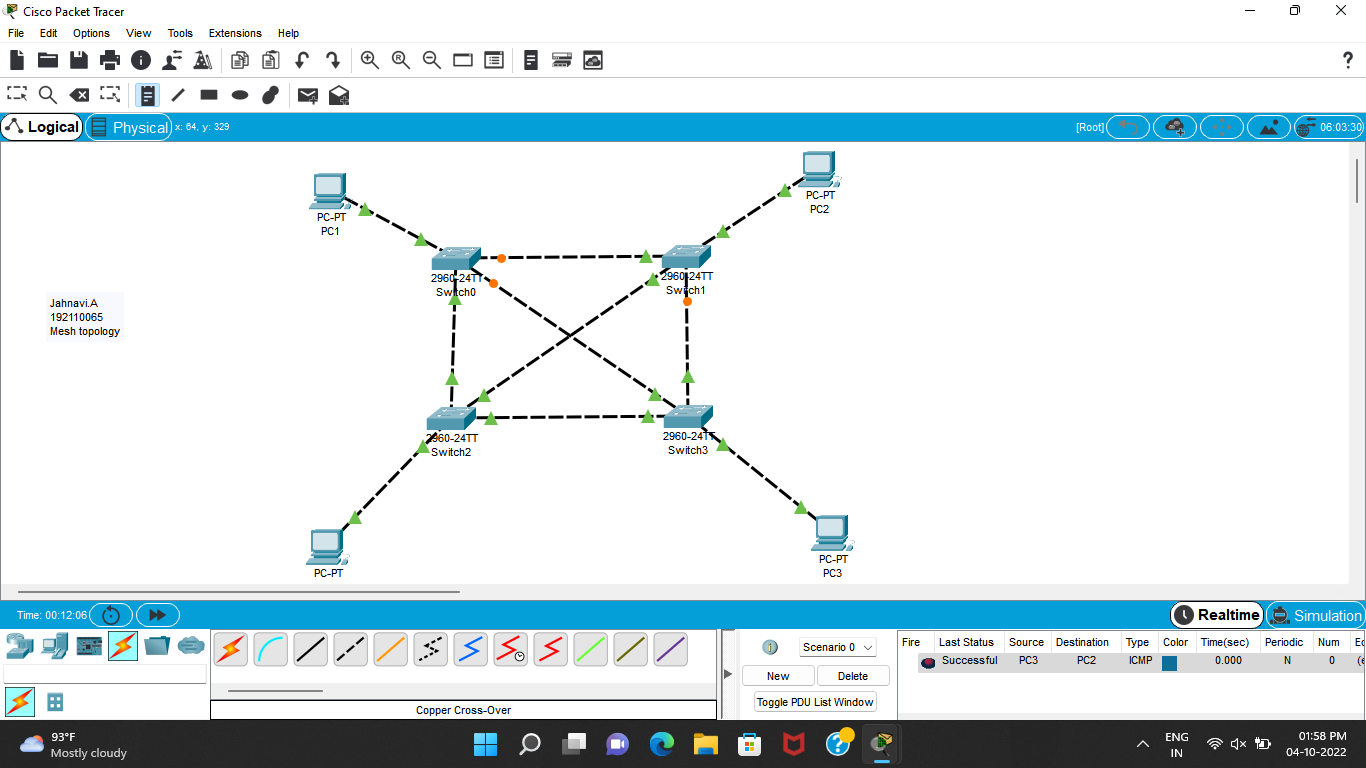 Cisco Packet Tracer
File Edit Options View Tools Extensions Help
Logical Physical x: 64, y: 329 [Root] 06:03:30
PC-PT
PC1
PC-PT
PC2
2960-24TT
Switch0
2960-24TT
Switch1
Jahnavi.A
192110065
Mesh topology
2960-24TT
Switch2
2960-24TT
Switch3
PC-PT
PC-PT
PC3
Time: 00:12:06 Realtime Simulation
Scenario 0
New Delete
Toggle PDU List Window
Fire Last Status Source Destination Type Color Time(sec) Periodic Num
Successful PC3 PC2 ICMP 0.000 N 0
Copper Cross-Over
93°F
Mostly cloudy
ENG
IN
01:58 PM
04-10-2022